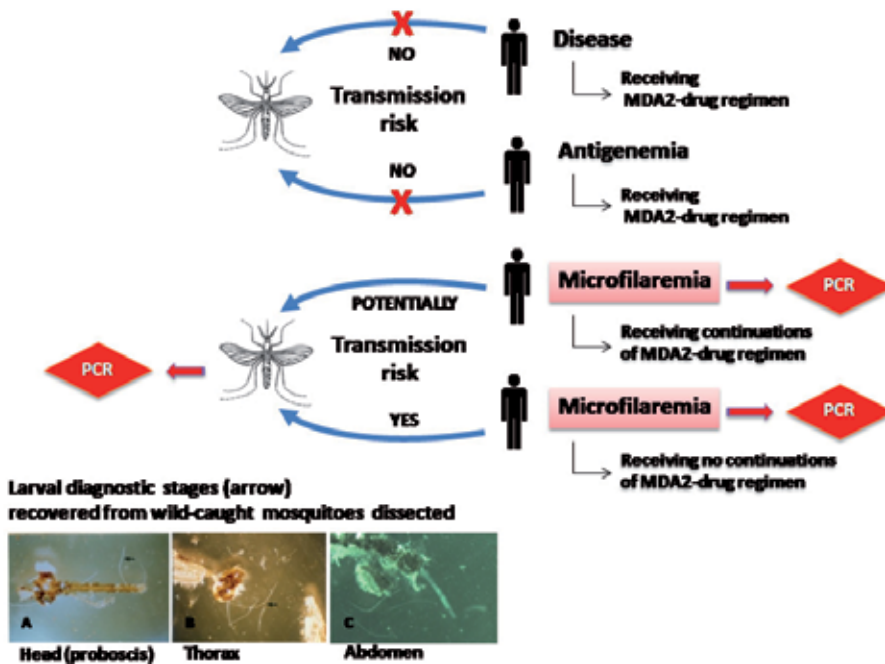 X
NO
Disease
Receiving
MDA2-drug regimen
Transmission
risk
NO
X
Antigenemia
Receiving
MDA2-drug regimen
POTENTIALLY
Microfilaremia
PCR
Receiving continuations
of MDA2-drug regimen
PCR
Transmission
risk
YES
Microfilaremia
PCR
Receiving no continuations
of MDA2-drug regimen
Larval diagnostic stages (arrow)
recovered from wild-caught mosquitoes dissected
A
B
C
Head (proboscis)
Thorax
Abdomen